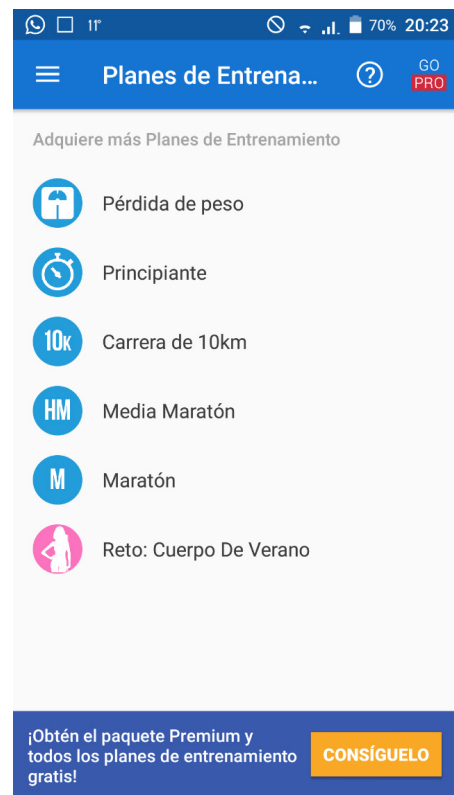 11° 70% 20:23
Planes de Entrena... ? GO PRO
Adquiere más Planes de Entrenamiento
Pérdida de peso
Principiante
10K Carrera de 10km
HM Media Maratón
M Maratón
Reto: Cuerpo De Verano
¡Obtén el paquete Premium y
todos los planes de entrenamiento
gratis!
CONSÍGUELO